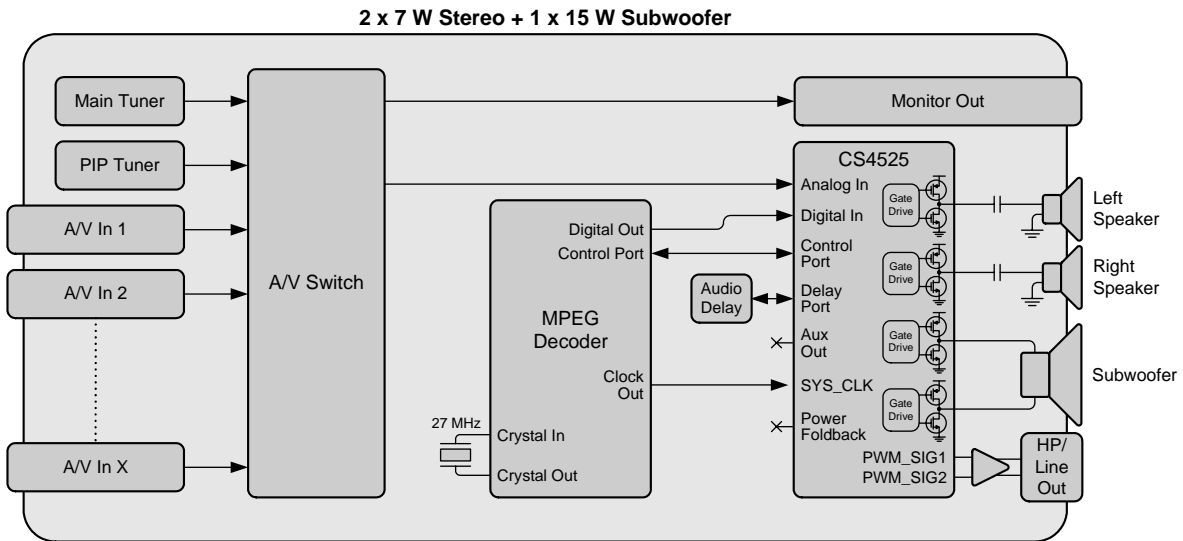 2 x 7 W Stereo + 1 x 15 W Subwoofer
Main Tuner
PIP Tuner
A/V In 1
A/V In 2
A/V In X
A/V Switch
Monitor Out
MPEG
Decoder
Digital Out
Control Port
Clock
Out
27 MHz
Crystal In
Crystal Out
Audio
Delay
CS4525
Analog In
Digital In
Control
Port
Delay
Port
Aux
Out
SYS_CLK
Power
Foldback
PWM_SIG1
PWM_SIG2
Gate
Drive
Gate
Drive
Gate
Drive
Gate
Drive
Left
Speaker
Right
Speaker
Subwoofer
HP/
Line
Out